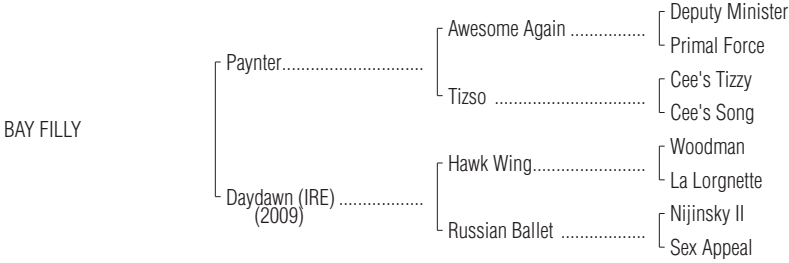 Deputy Minister
Awesome Again ................
Primal Force
Paynter.............................
Cee's Tizzy
Tizso ...............................
Cee's Song
BAY FILLY
Woodman
Hawk Wing.......................
La Lorgnette
Daydawn (IRE) .................
(2009)
Nijinsky II
Russian Ballet .................
Sex Appeal